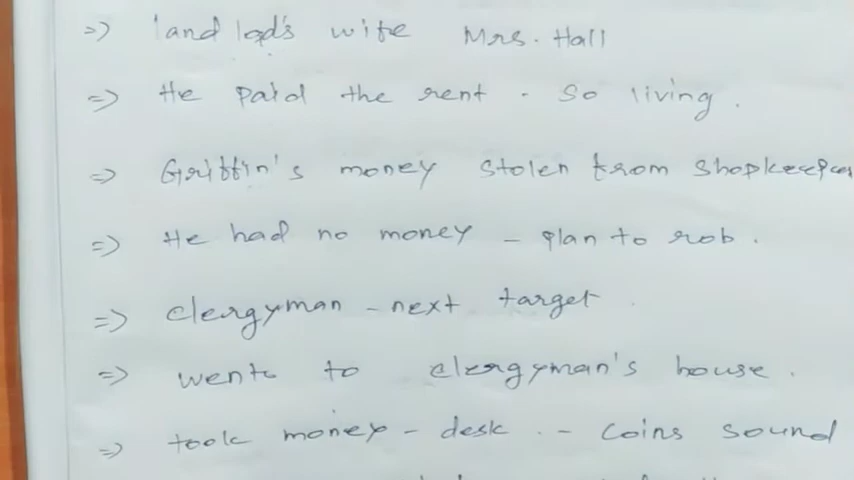 => landlod's wife Mrs. Hall
=> He paid the rent - so living.
=> Griffin's money stolen from shopkeeper
=> He had no money - plan to rob.
=> clergyman - next target
=> went to clergyman's house.
=> took money - desk. - coins sound